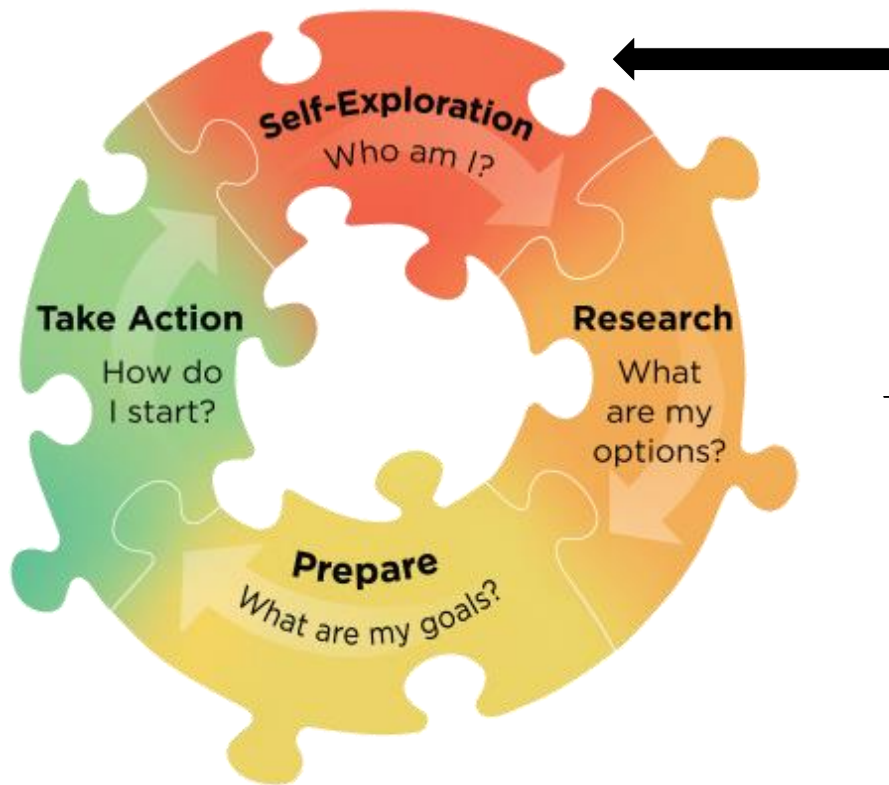 Self-Exploration
Who am I?
Research
What
are my
options?
Prepare
What are my goals?
Take Action
How do
I start?